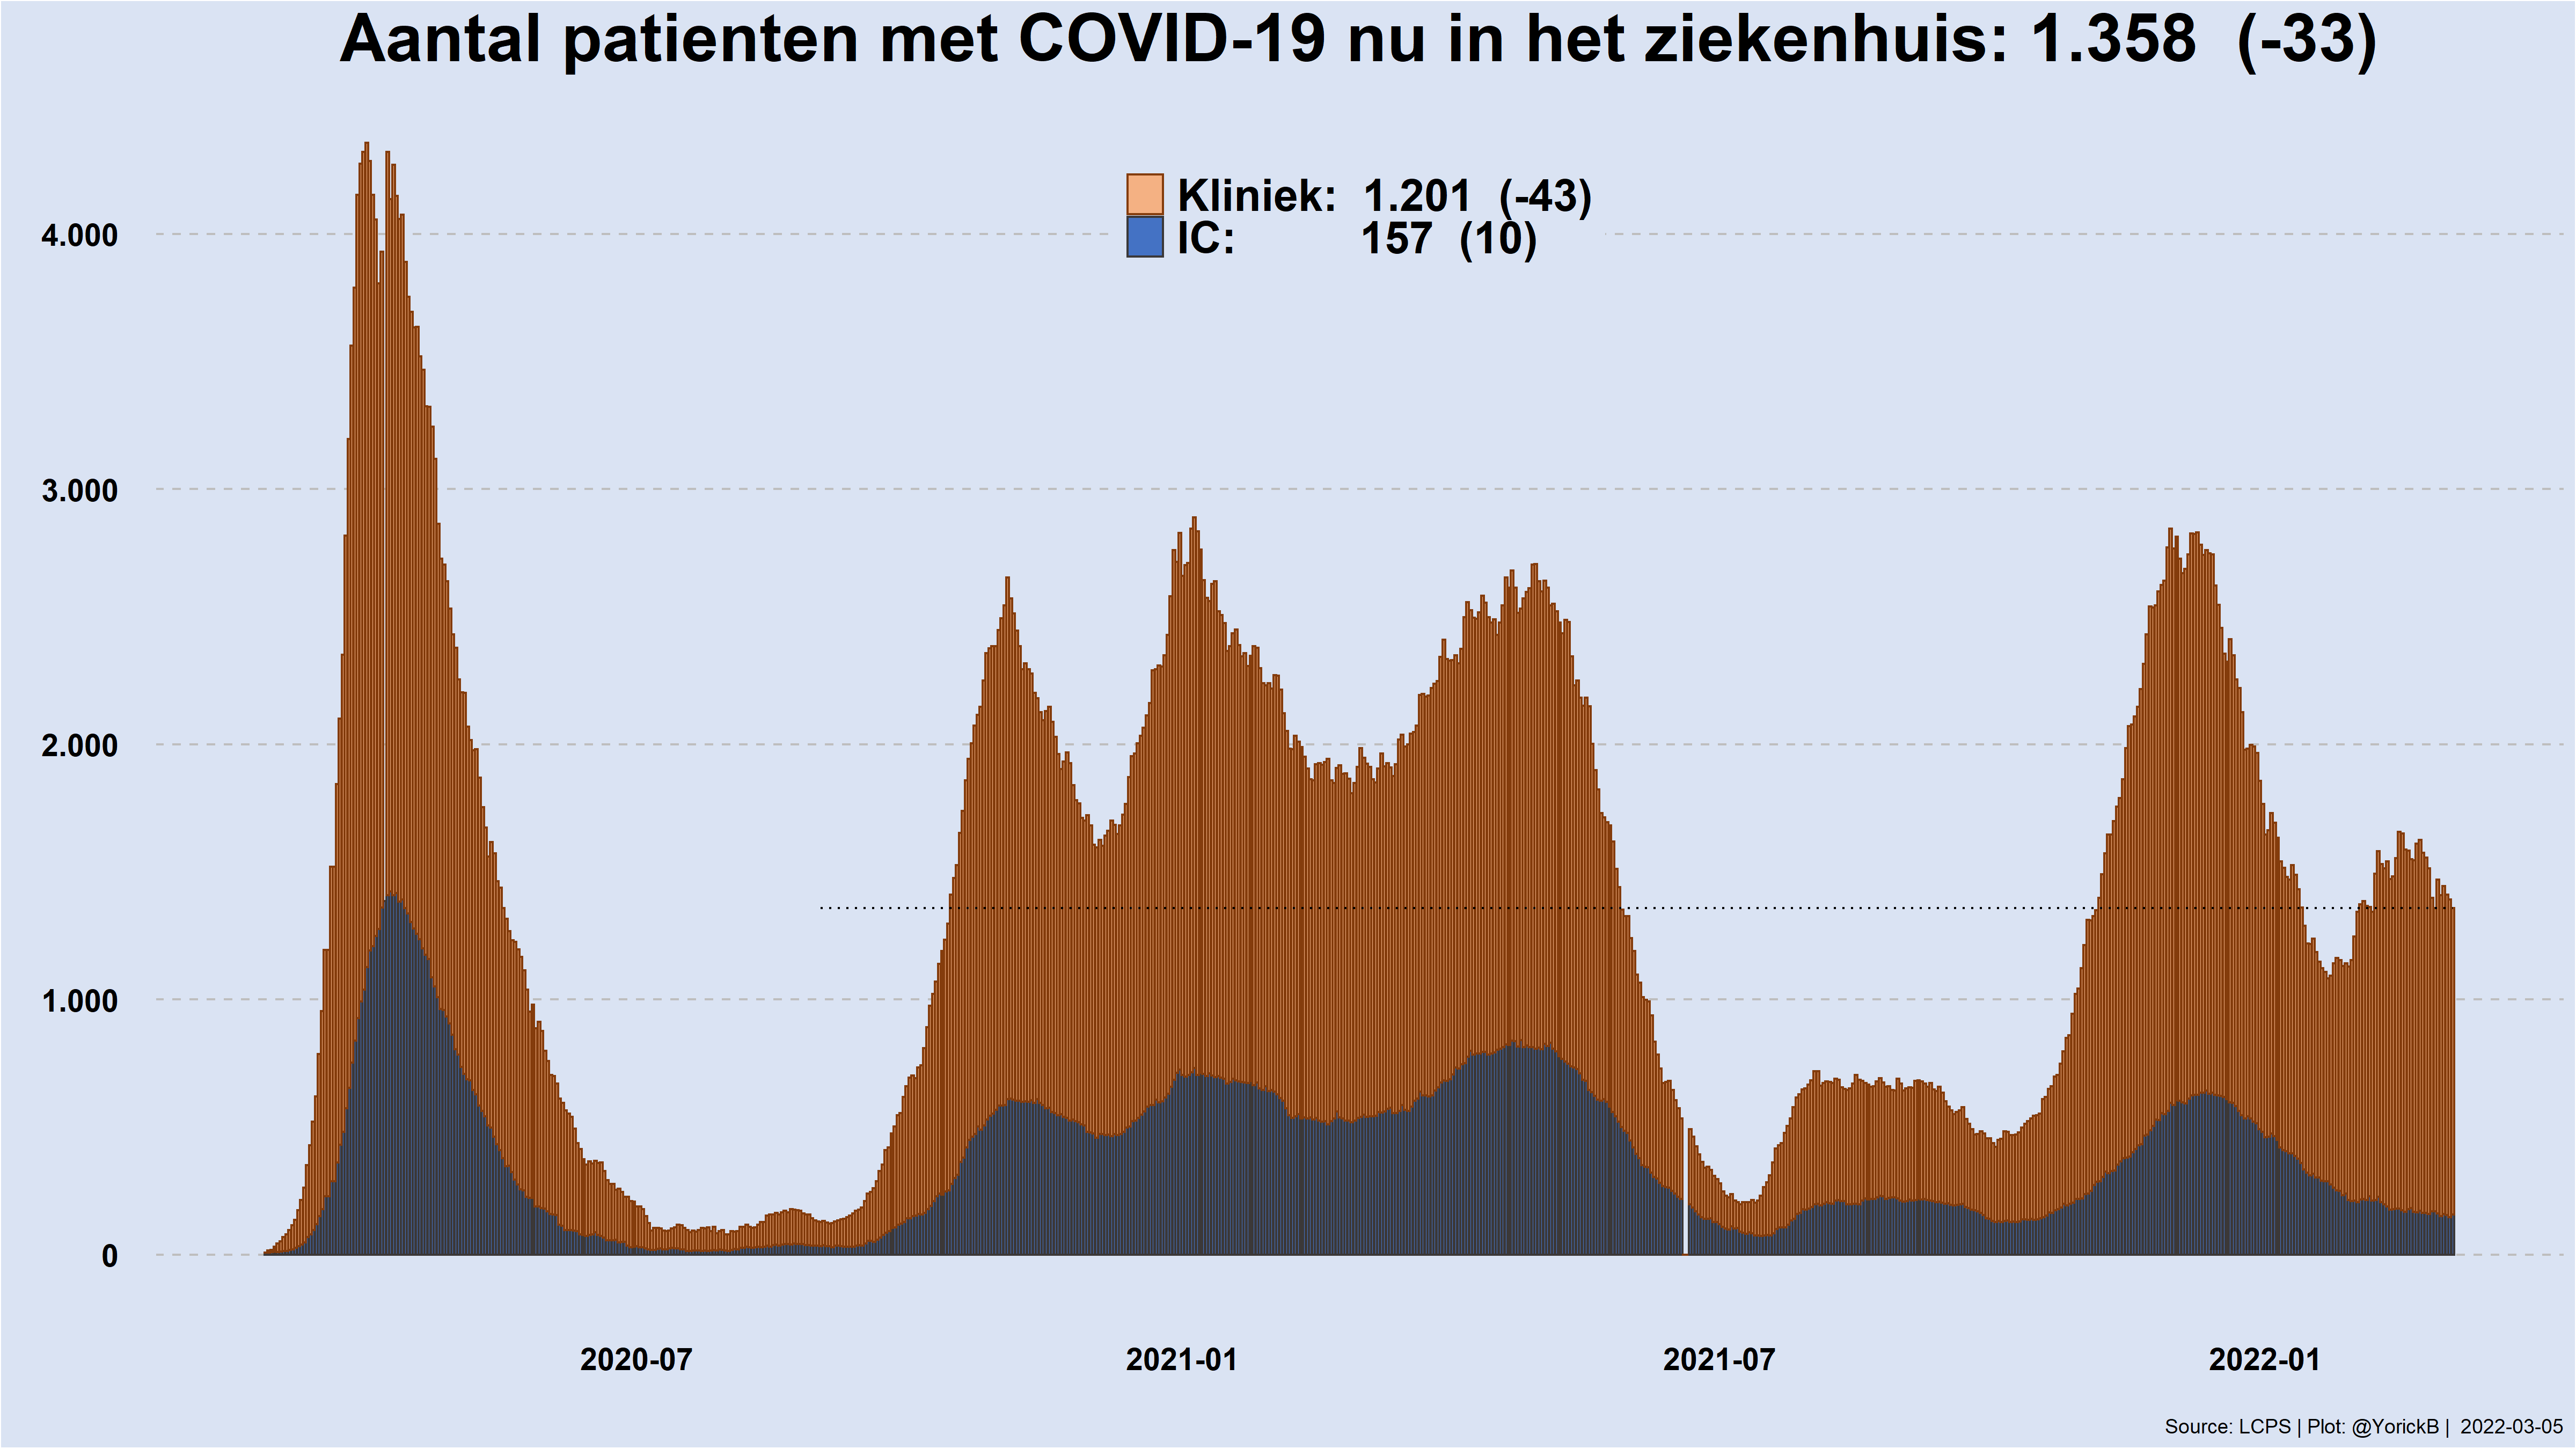 Aantal patienten met COVID-19 nu in het ziekenhuis: 1.358 (-33)
Kliniek: 1.201 (-43)
IC: 157 (10)
4.000
3.000
2.000
1.000
0
2020-07 2021-01 2021-07 2022-01
Source: LCPS | Plot: @YorickB | 2022-03-05